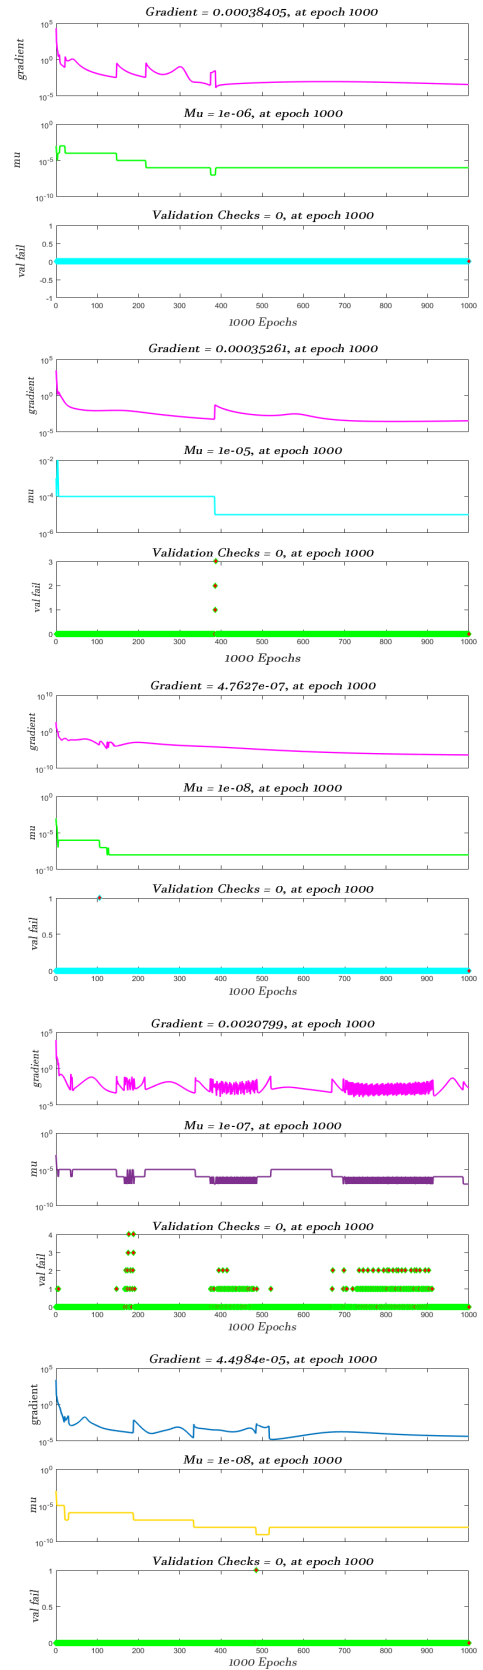 Gradient = 0.00038405, at epoch 1000
gradient
10^5
10^0
10^-5
Mu = 1e-06, at epoch 1000
mu
10^0
10^-5
10^-10
Validation Checks = 0, at epoch 1000
val fail
1
0.5
0
-0.5
-1
0 100 200 300 400 500 600 700 800 900 1000
1000 Epochs
Gradient = 0.00035261, at epoch 1000
gradient
10^5
10^0
10^-5
Mu = 1e-05, at epoch 1000
mu
10^-2
10^-4
10^-6
Validation Checks = 0, at epoch 1000
val fail
3
2
1
0
0 100 200 300 400 500 600 700 800 900 1000
1000 Epochs
Gradient = 4.7627e-07, at epoch 1000
gradient
10^10
10^0
10^-10
Mu = 1e-08, at epoch 1000
mu
10^0
10^-5
10^-10
Validation Checks = 0, at epoch 1000
val fail
1
0.5
0
0 100 200 300 400 500 600 700 800 900 1000
1000 Epochs
Gradient = 0.0020799, at epoch 1000
gradient
10^5
10^0
10^-5
Mu = 1e-07, at epoch 1000
mu
10^0
10^-5
10^-10
Validation Checks = 0, at epoch 1000
val fail
4
3
2
1
0
0 100 200 300 400 500 600 700 800 900 1000
1000 Epochs
Gradient = 4.4984e-05, at epoch 1000
gradient
10^5
10^0
10^-5
Mu = 1e-08, at epoch 1000
mu
10^0
10^-5
10^-10
Validation Checks = 0, at epoch 1000
val fail
1
0.5
0
0 100 200 300 400 500 600 700 800 900 1000
1000 Epochs